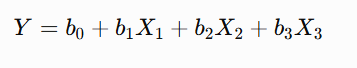 Y = b₀ + b₁X₁ + b₂X₂ + b₃X₃